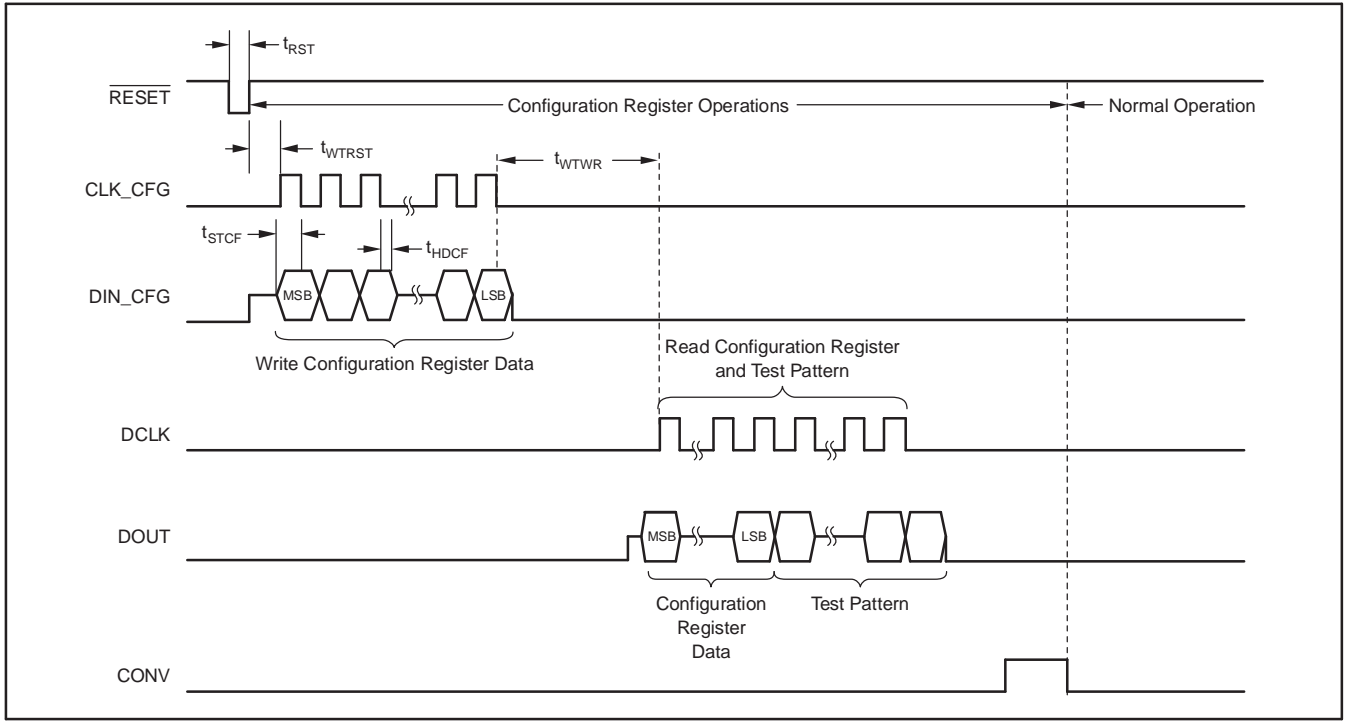 tRST
RESET
Configuration Register Operations
Normal Operation
tWTRST
tWTWR
CLK_CFG
tSTCF
tHDCF
DIN_CFG
MSB
LSB
Write Configuration Register Data
Read Configuration Register
and Test Pattern
DCLK
DOUT
MSB
LSB
Configuration
Register
Data
Test Pattern
CONV